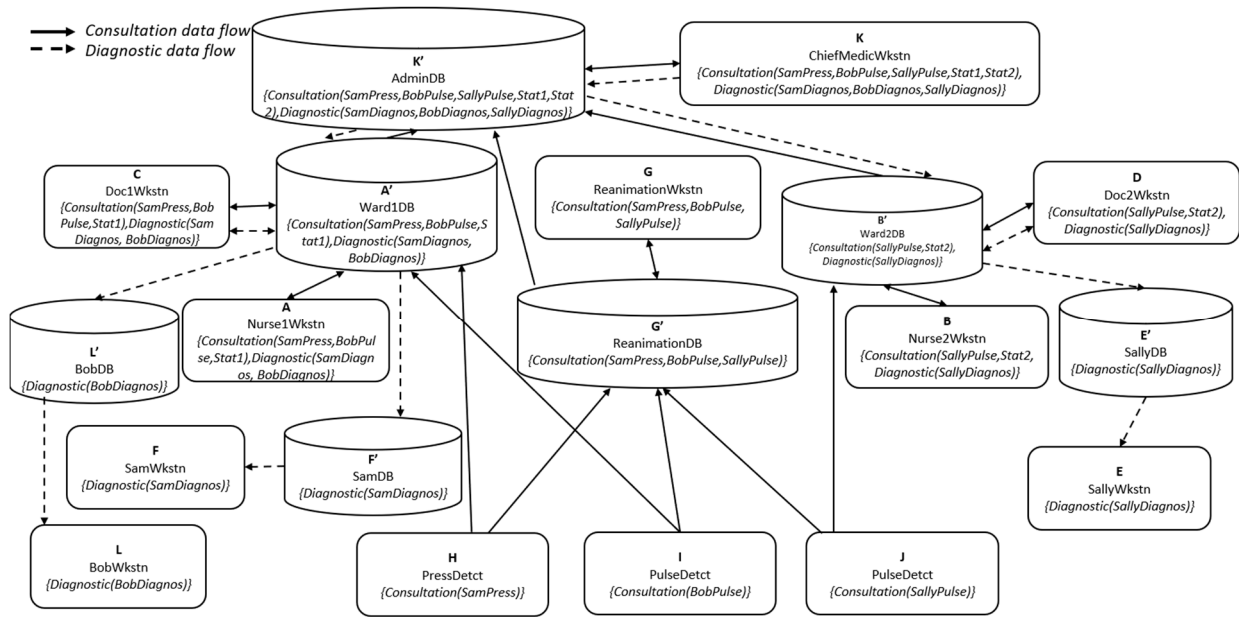 Consultation data flow
Diagnostic data flow
K’
AdminDB
{Consultation(SamPress,BobPulse,SallyPulse,Stat1,Stat
2),Diagnostic(SamDiagnos,BobDiagnos,SallyDiagnos)}
K
ChiefMedicWkstn
{Consultation(SamPress,BobPulse,SallyPulse,Stat1,Stat2),
Diagnostic(SamDiagnos,BobDiagnos,SallyDiagnos)}
C
Doc1Wkstn
{Consultation(SamPress,Bob
Pulse,Stat1),Diagnostic(Sam
Diagnos, BobDiagnos)}
A’
Ward1DB
{Consultation(SamPress,BobPulse,S
tat1),Diagnostic(SamDiagnos,
BobDiagnos)}
G
ReanimationWkstn
{Consultation(SamPress,BobPulse,
SallyPulse)}
B’
Ward2DB
{Consultation(SallyPulse,Stat2),
Diagnostic(SallyDiagnos)}
D
Doc2Wkstn
{Consultation(SallyPulse,Stat2),
Diagnostic(SallyDiagnos)}
L’
BobDB
{Diagnostic(BobDiagnos)}
A
Nurse1Wkstn
{Consultation(SamPress,BobPul
se,Stat1),Diagnostic(SamDiagn
os, BobDiagnos)}
G’
ReanimationDB
{Consultation(SamPress,BobPulse,SallyPulse)}
B
Nurse2Wkstn
{Consultation(SallyPulse,Stat2,
Diagnostic(SallyDiagnos)}
E’
SallyDB
{Diagnostic(SallyDiagnos)}
F
SamWkstn
{Diagnostic(SamDiagnos)}
F’
SamDB
{Diagnostic(SamDiagnos)}
E
SallyWkstn
{Diagnostic(SallyDiagnos)}
L
BobWkstn
{Diagnostic(BobDiagnos)}
H
PressDetct
{Consultation(SamPress)}
I
PulseDetct
{Consultation(BobPulse)}
J
PulseDetct
{Consultation(SallyPulse)}